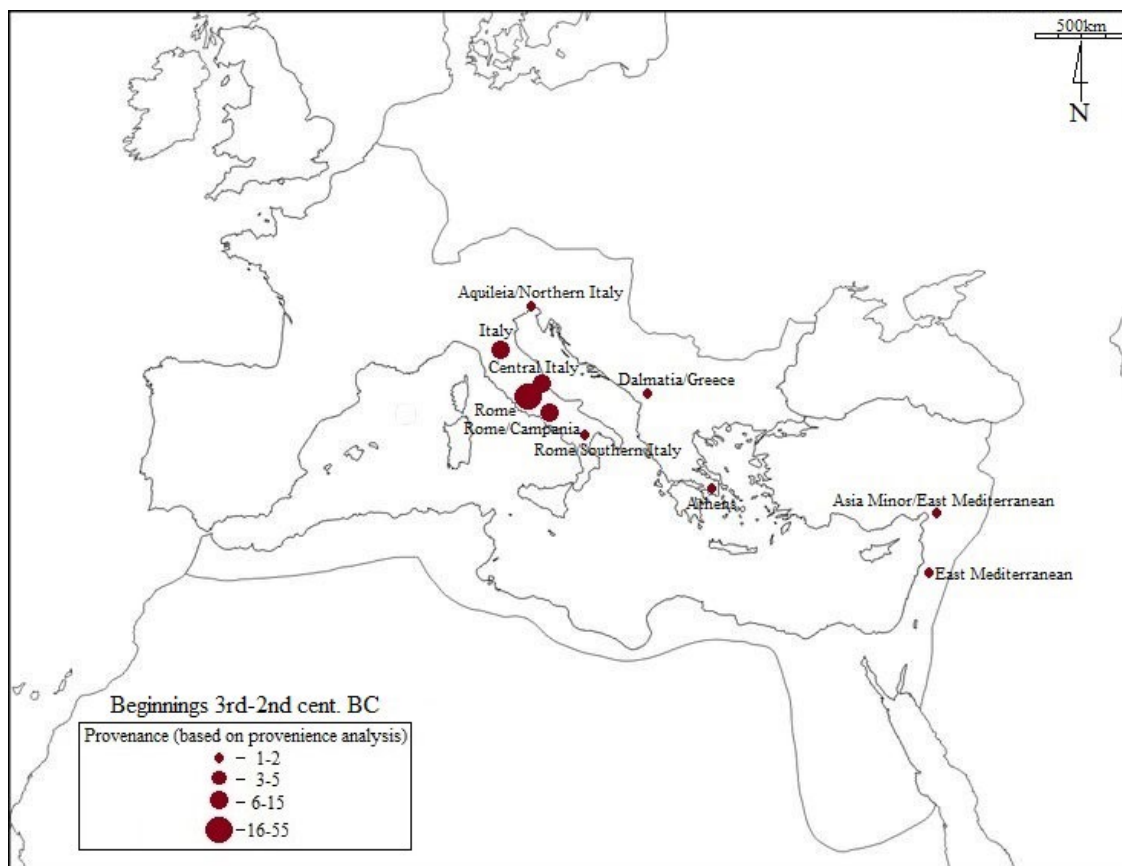 500km
N
Aquileia/Northern Italy
Italy
Central Italy
Dalmatia/Greece
Rome
Rome/Campania
Rome/Southern Italy
Athens
Asia Minor/East Mediterranean
East Mediterranean
Beginnings 3rd-2nd cent. BC
Provenance (based on provenience analysis)
– 1-2
– 3-5
– 6-15
–16-55